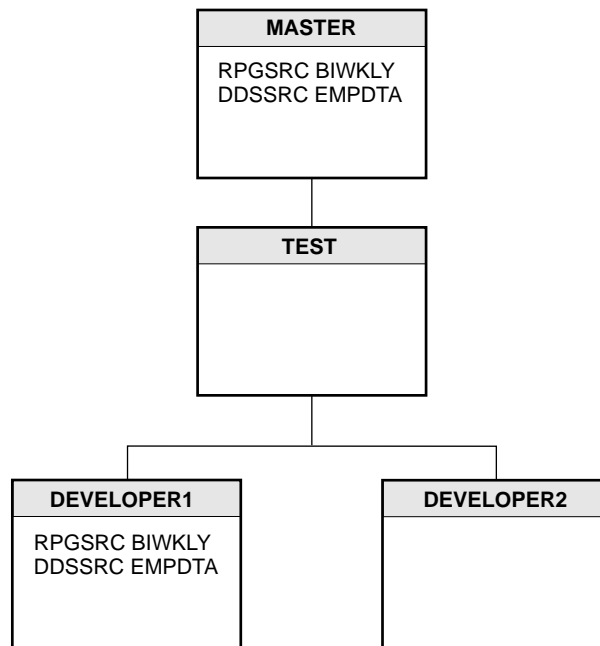 MASTER
RPGSRC BIWKLY
DDSSRC EMPDTA
TEST
DEVELOPER1
RPGSRC BIWKLY
DDSSRC EMPDTA
DEVELOPER2